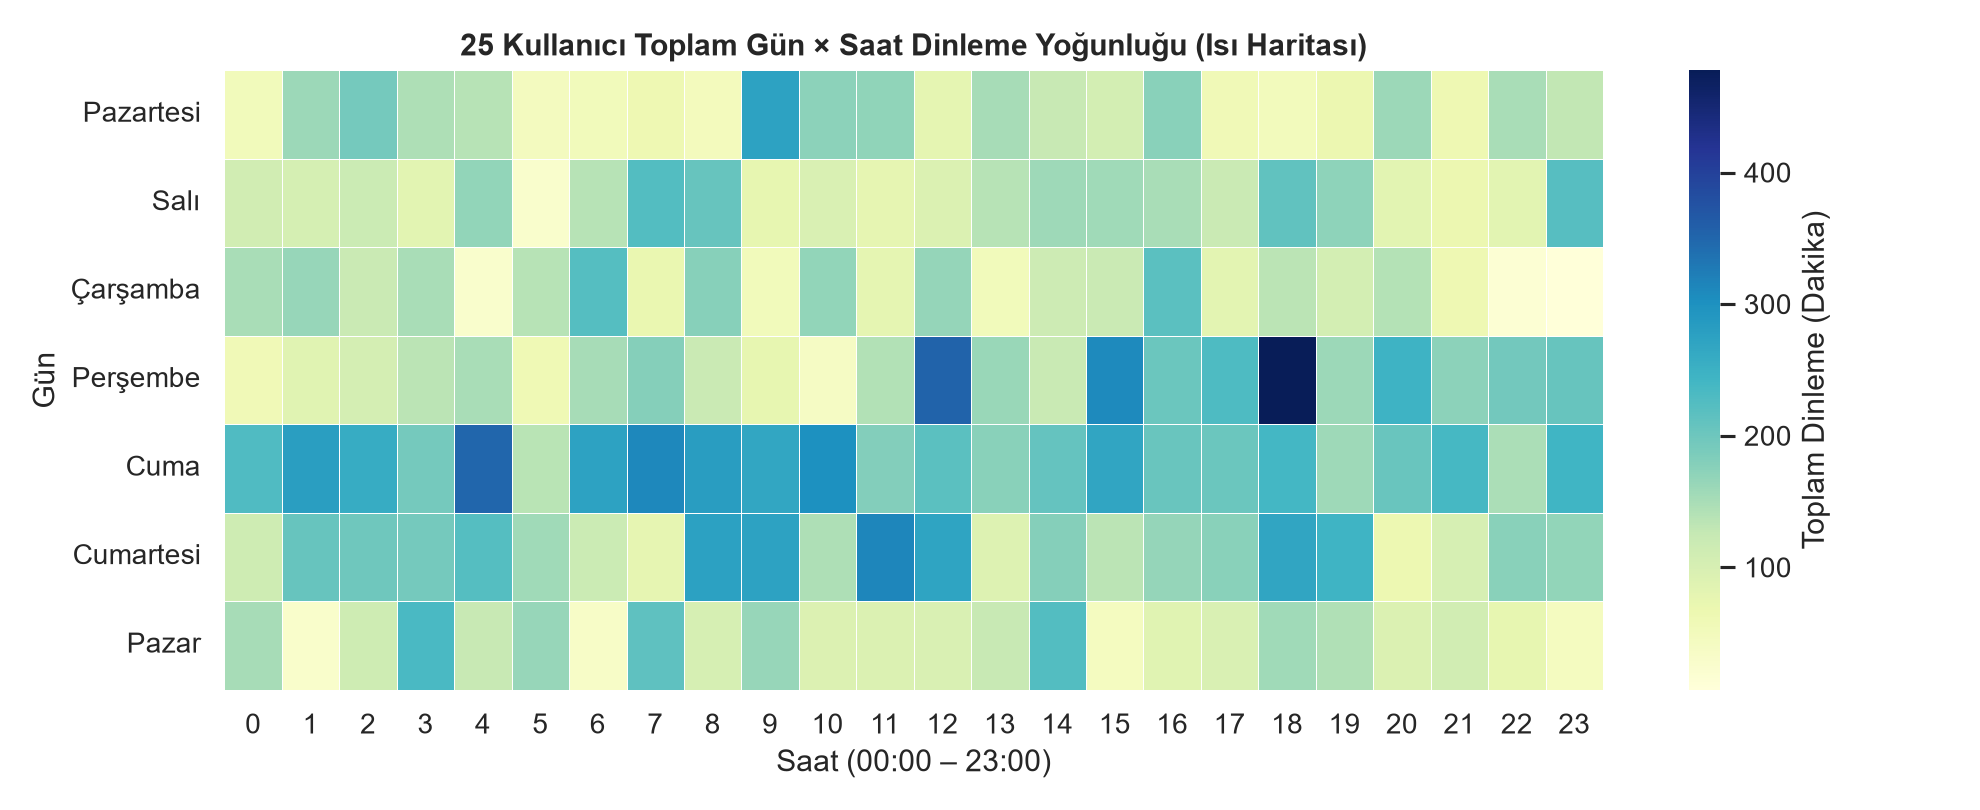 25 Kullanıcı Toplam Gün × Saat Dinleme Yoğunluğu (Isı Haritası)
Gün
Pazartesi
Salı
Çarşamba
Perşembe
Cuma
Cumartesi
Pazar
0 1 2 3 4 5 6 7 8 9 10 11 12 13 14 15 16 17 18 19 20 21 22 23
Saat (00:00 – 23:00)
400
300
200
100
Toplam Dinleme (Dakika)